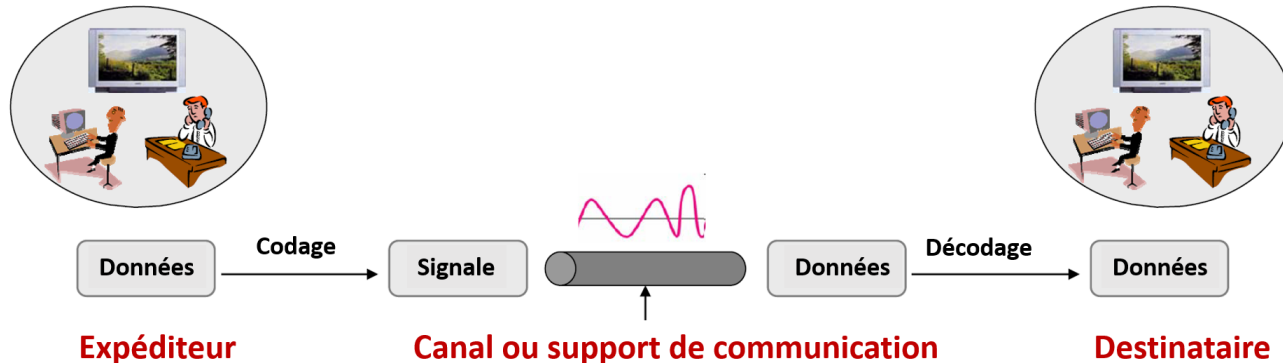 Codage
Décodage
Données
Signale
Données
Données
Expéditeur
Canal ou support de communication
Destinataire